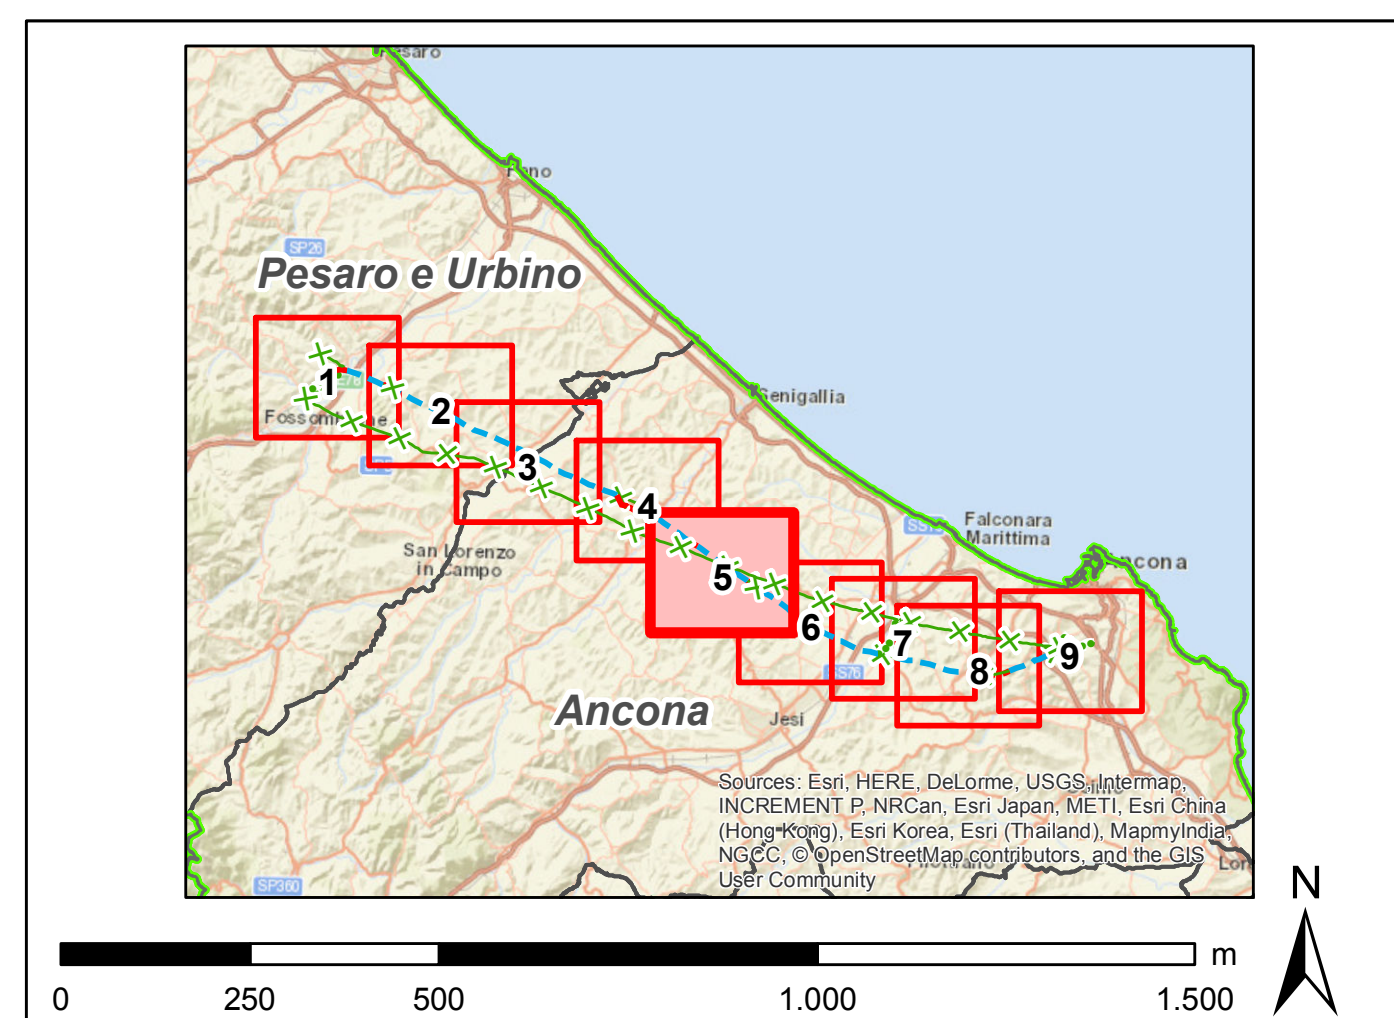 Pesaro
Fano
SP26
Pesaro e Urbino
1
2
Fossombrone
Senigallia
3
4
San Lorenzo
in Campo
Falconara
Marittima
Ancona
5
6
7
8
9
SS76
Ancona
Jesi
Sources: Esri, HERE, DeLorme, USGS, Intermap,
INCREMENT P, NRCan, Esri Japan, METI, Esri China
(Hong Kong), Esri Korea, Esri (Thailand), MapmyIndia,
NGCC, © OpenStreetMap contributors, and the GIS
User Community
SP360
N
m
0 250 500 1.000 1.500